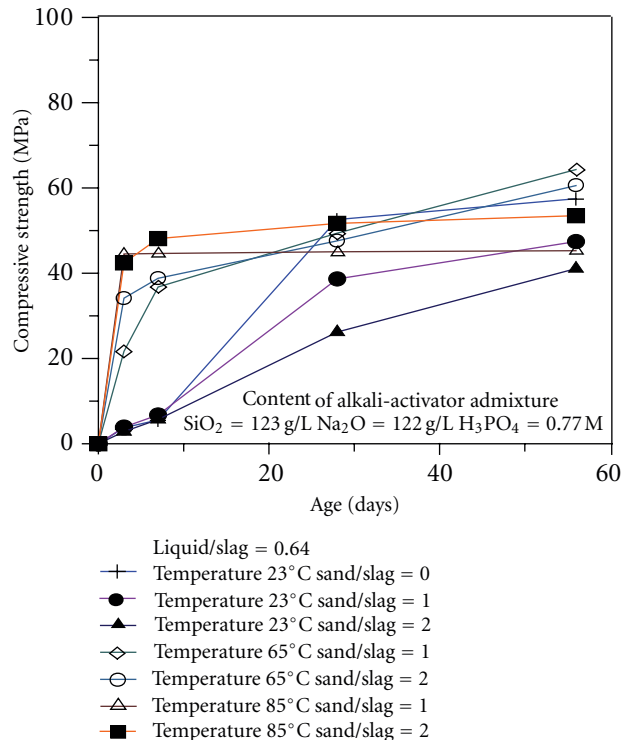 100
80
60
40
20
0
Compressive strength (MPa)
Content of alkali-activator admixture
SiO₂ = 123 g/L Na₂O = 122 g/L H₃PO₄ = 0.77 M
0 20 40 60
Age (days)
Liquid/slag = 0.64
Temperature 23°C sand/slag = 0
Temperature 23°C sand/slag = 1
Temperature 23°C sand/slag = 2
Temperature 65°C sand/slag = 1
Temperature 65°C sand/slag = 2
Temperature 85°C sand/slag = 1
Temperature 85°C sand/slag = 2